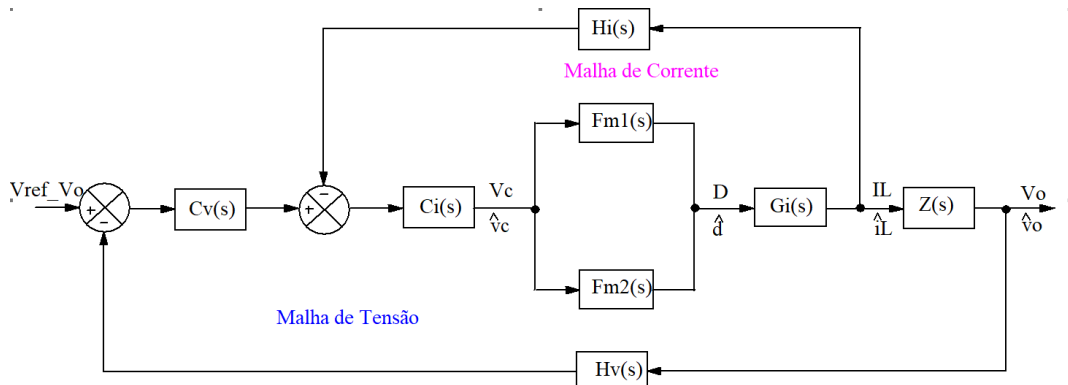 Hi(s)
Malha de Corrente
Fm1(s)
Vref_Vo
+
-
Cv(s)
+
-
Ci(s)
Vc
v̂c
D
d̂
Gi(s)
IL
îL
Z(s)
Vo
v̂o
Fm2(s)
Malha de Tensão
Hv(s)